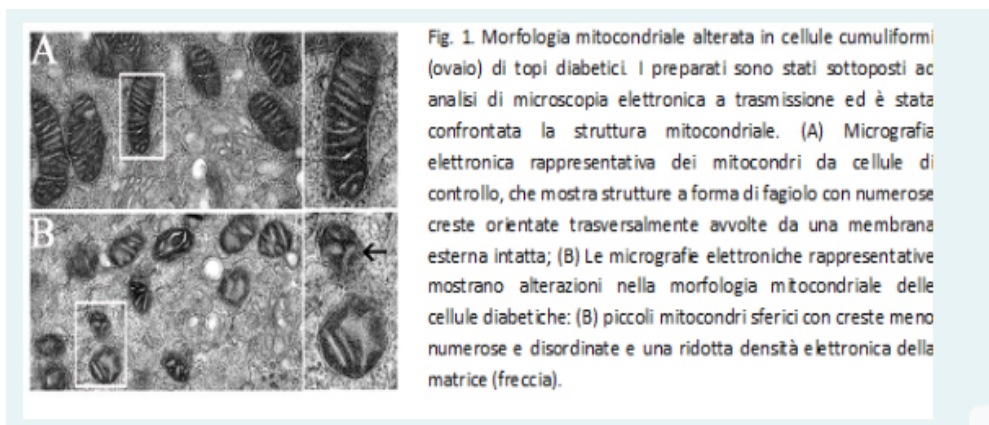 A
B
Fig. 1. Morfologia mitocondriale alterata in cellule cumuliformi
(ovaio) di topi diabetici. I preparati sono stati sottoposti ad
analisi di microscopia elettronica a trasmissione ed è stata
confrontata la struttura mitocondriale. (A) Micrografia
elettronica rappresentativa dei mitocondri da cellule di
controllo, che mostra strutture a forma di fagiolo con numerose
creste orientate trasversalmente avvolte da una membrana
esterna intatta; (B) Le micrografie elettroniche rappresentative
mostrano alterazioni nella morfologia mitocondriale delle
cellule diabetiche: (B) piccoli mitocondri sferici con creste meno
numerose e disordinate e una ridotta densità elettronica della
matrice (freccia).